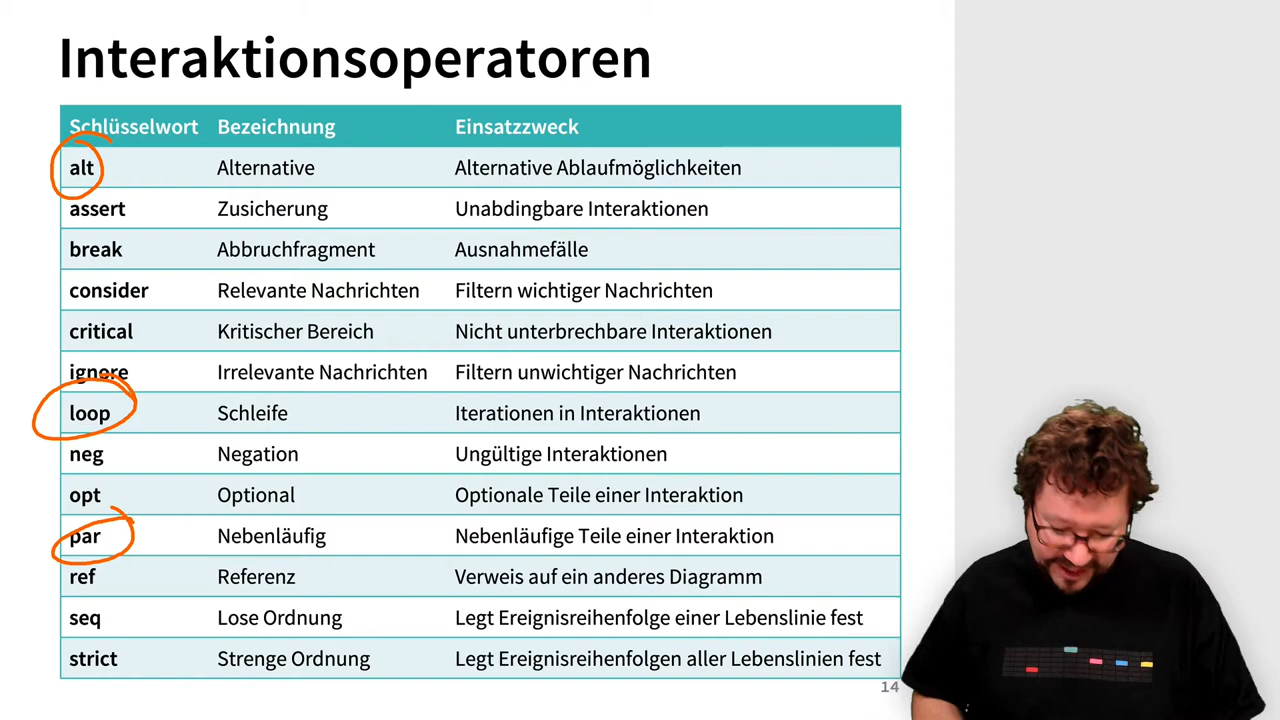 Interaktionsoperatoren
Schlüsselwort Bezeichnung Einsatzzweck
alt Alternative Alternative Ablaufmöglichkeiten
assert Zusicherung Unabdingbare Interaktionen
break Abbruchfragment Ausnahmefälle
consider Relevante Nachrichten Filtern wichtiger Nachrichten
critical Kritischer Bereich Nicht unterbrechbare Interaktionen
ignore Irrelevante Nachrichten Filtern unwichtiger Nachrichten
loop Schleife Iterationen in Interaktionen
neg Negation Ungültige Interaktionen
opt Optional Optionale Teile einer Interaktion
par Nebenläufig Nebenläufige Teile einer Interaktion
ref Referenz Verweis auf ein anderes Diagramm
seq Lose Ordnung Legt Ereignisreihenfolge einer Lebenslinie fest
strict Strenge Ordnung Legt Ereignisreihenfolgen aller Lebenslinien fest
14